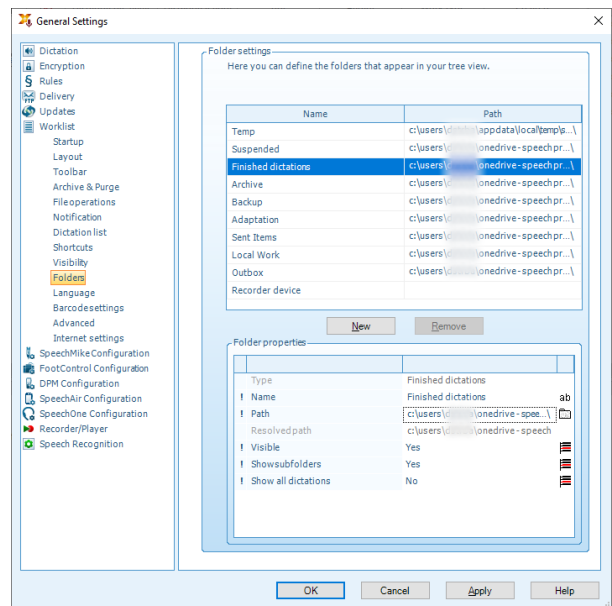 General Settings
Dictation
Encryption
Rules
Delivery
Updates
Worklist
Startup
Layout
Toolbar
Archive & Purge
Fileoperations
Notification
Dictation list
Shortcuts
Visibility
Folders
Language
Barcodesettings
Advanced
Internet settings
SpeechMike Configuration
FootControl Configuration
DPM Configuration
SpeechAir Configuration
SpeechOne Configuration
Recorder/Player
Speech Recognition
Folder settings
Here you can define the folders that appear in your tree view.
Name Path
Temp c:\users\ \appdata\local\temp\s...\
Suspended c:\users\ \onedrive-speechpr...\
Finished dictations c:\users\ \onedrive-speechpr...\
Archive c:\users\ \onedrive-speechpr...\
Backup c:\users\ \onedrive-speechpr...\
Adaptation c:\users\ \onedrive-speechpr...\
Sent Items c:\users\ \onedrive-speechpr...\
Local Work c:\users\ \onedrive-speechpr...\
Outbox c:\users\ \onedrive-speechpr...\
Recorder device
New Remove
Folder properties
Type Finished dictations
! Name Finished dictations ab
! Path c:\users\ \onedrive-spee...\
Resolvedpath c:\users\ \onedrive-speech
! Visible Yes
! Showsubfolders Yes
! Show all dictations No
OK Cancel Apply Help